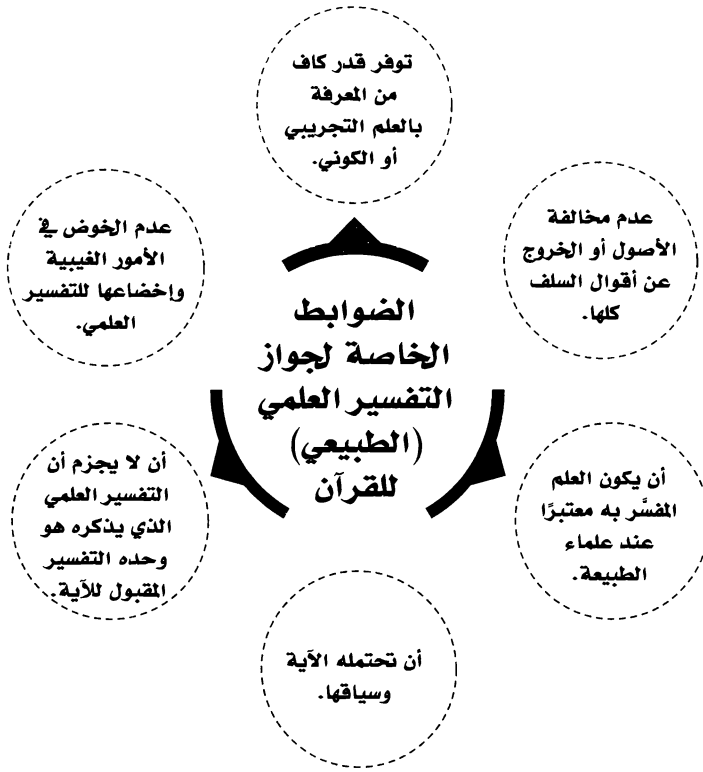 توفر قدر كاف
من المعرفة
بالعلم التجريبي
أو الكوني.
عدم مخالفة
الأصول أو الخروج
عن أقوال السلف
كلها.
أن يكون العلم
المفسَّر به معتبرًا
عند علماء
الطبيعة.
أن تحتمله الآية
وسياقها.
أن لا يجزم أن
التفسير العلمي
الذي يذكره هو
وحده التفسير
المقبول للآية.
عدم الخوض في
الأمور الغيبية
وإخضاعها للتفسير
العلمي.
الضوابط
الخاصة لجواز
التفسير العلمي
(الطبيعي)
للقرآن